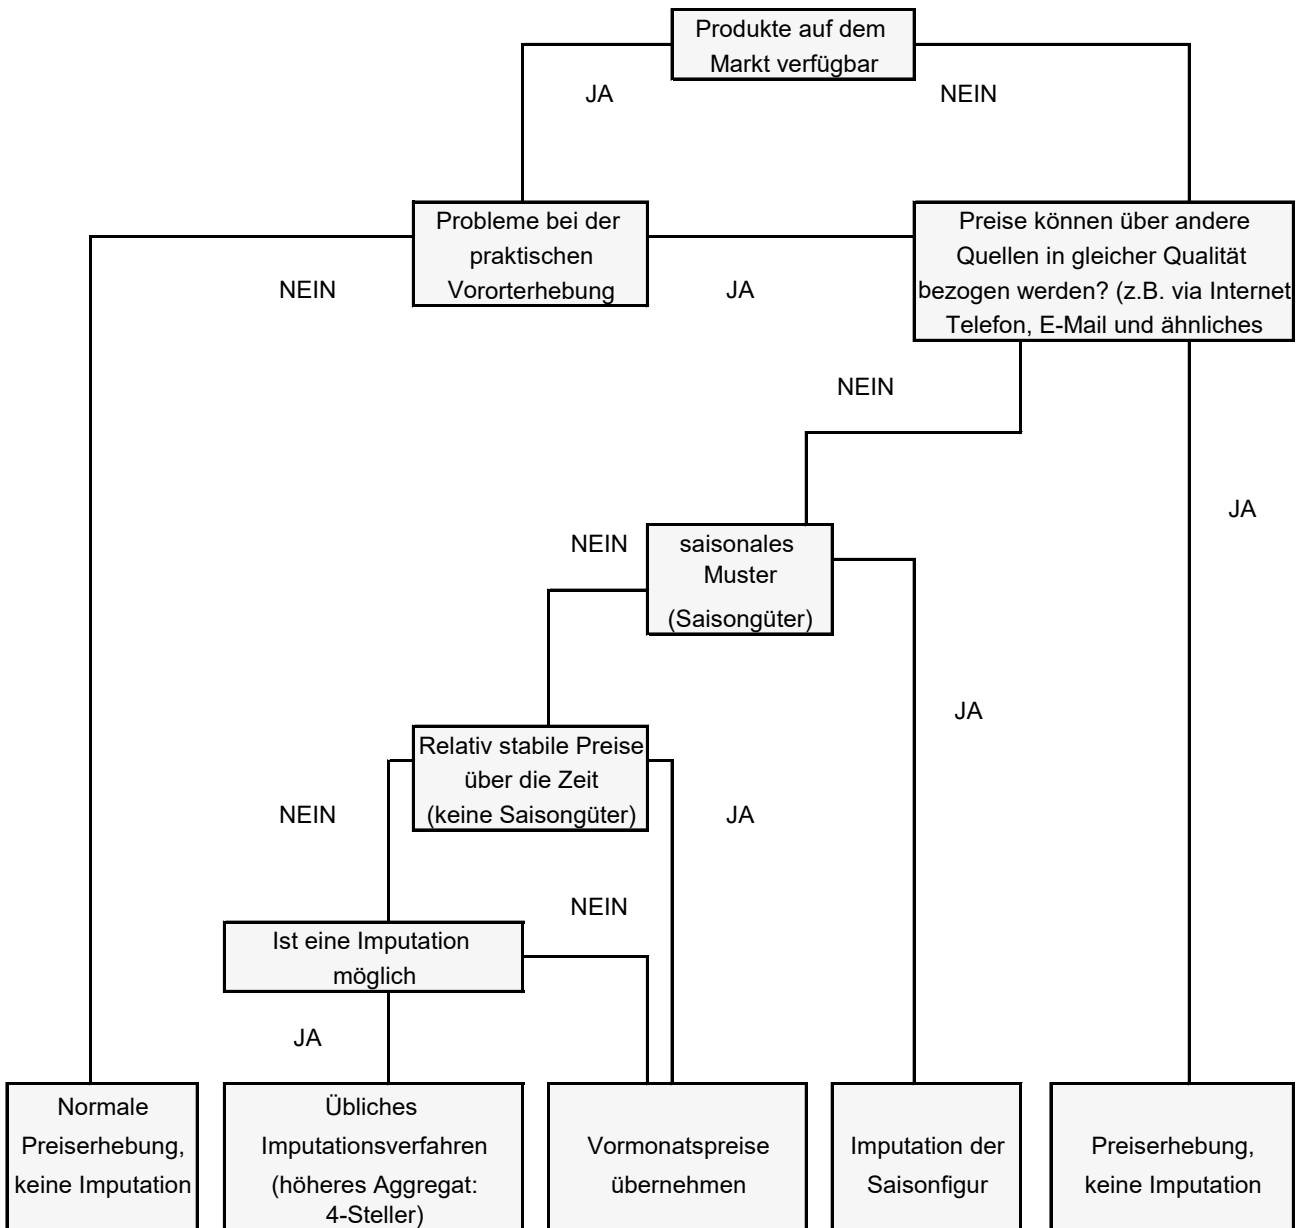 Produkte auf dem
Markt verfügbar
JA
NEIN
Probleme bei der
praktischen
Vororterhebung
Preise können über andere
Quellen in gleicher Qualität
bezogen werden? (z.B. via Internet
Telefon, E-Mail und ähnliches
NEIN
JA
NEIN
JA
NEIN
saisonales
Muster
(Saisongüter)
JA
Relativ stabile Preise
über die Zeit
(keine Saisongüter)
NEIN
JA
NEIN
Ist eine Imputation
möglich
JA
Normale
Preiserhebung,
keine Imputation
Übliches
Imputationsverfahren
(höheres Aggregat:
4-Steller)
Vormonatspreise
übernehmen
Imputation der
Saisonfigur
Preiserhebung,
keine Imputation